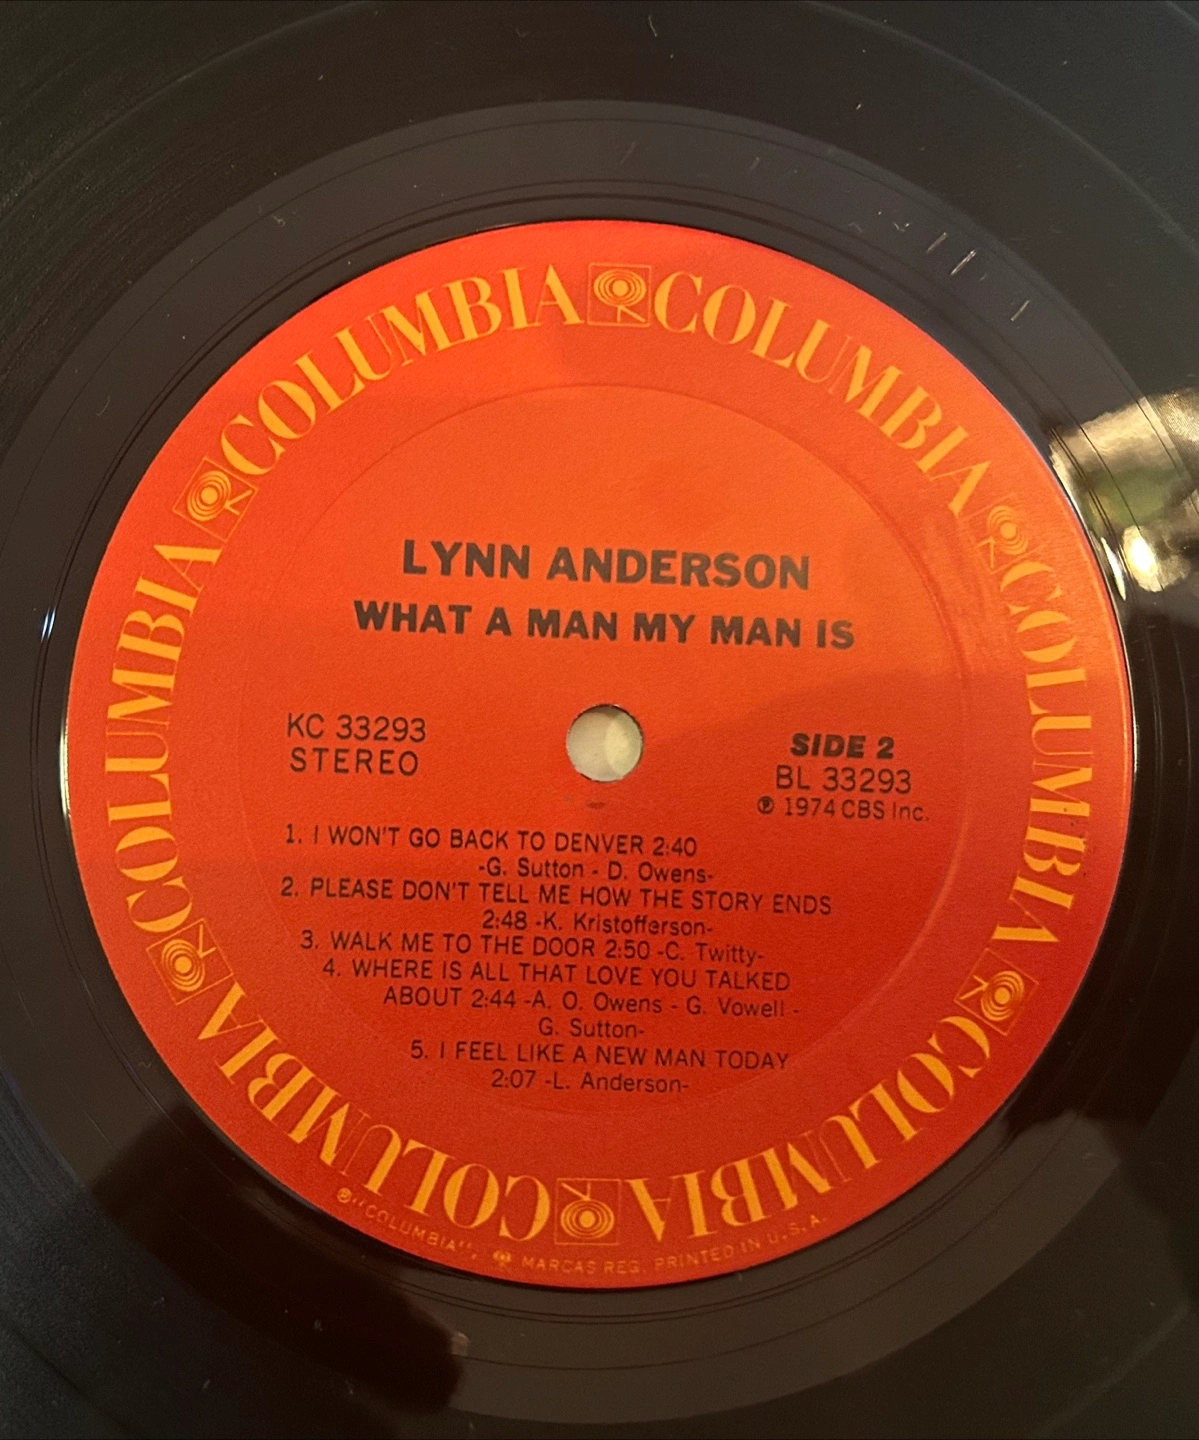 COLUMBIA COLUMBIA COLUMBIA COLUMBIA COLUMBIA COLUMBIA
LYNN ANDERSON
WHAT A MAN MY MAN IS
KC 33293
STEREO
SIDE 2
BL 33293
℗ 1974 CBS Inc.
1. I WON'T GO BACK TO DENVER 2:40
-G. Sutton - D. Owens-
2. PLEASE DON'T TELL ME HOW THE STORY ENDS
2:48 -K. Kristofferson-
3. WALK ME TO THE DOOR 2:50 -C. Twitty-
4. WHERE IS ALL THAT LOVE YOU TALKED
ABOUT 2:44 -A. O. Owens - G. Vowell -
G. Sutton-
5. I FEEL LIKE A NEW MAN TODAY
2:07 -L. Anderson-
® "COLUMBIA", MARCAS REG. PRINTED IN U.S.A.